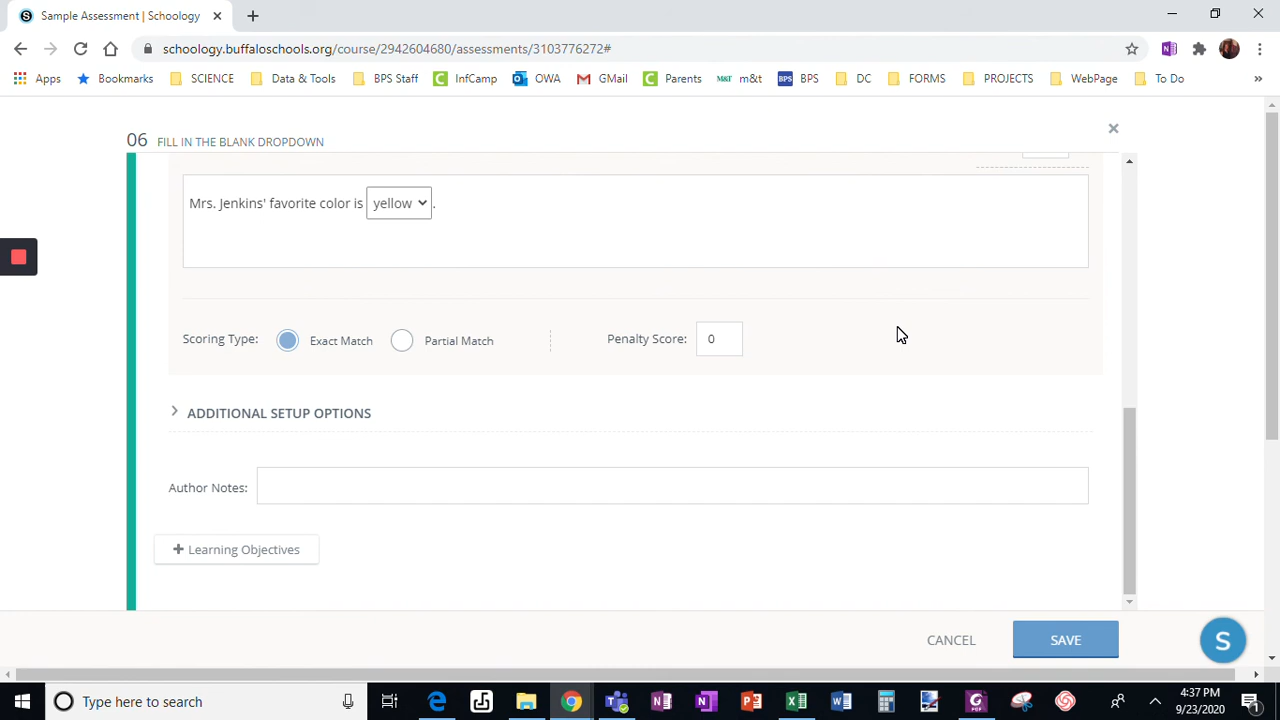 Sample Assessment | Schoology
schoology.buffaloschools.org/course/2942604680/assessments/3103776272#
Apps Bookmarks SCIENCE Data & Tools BPS Staff InfCamp OWA GMail Parents m&t m&t BPS BPS DC FORMS PROJECTS WebPage To Do »
06 FILL IN THE BLANK DROPDOWN
Mrs. Jenkins' favorite color is yellow .
Scoring Type: Exact Match Partial Match Penalty Score: 0
ADDITIONAL SETUP OPTIONS
Author Notes:
+ Learning Objectives
CANCEL SAVE
S
Type here to search
4:37 PM
9/23/2020
1